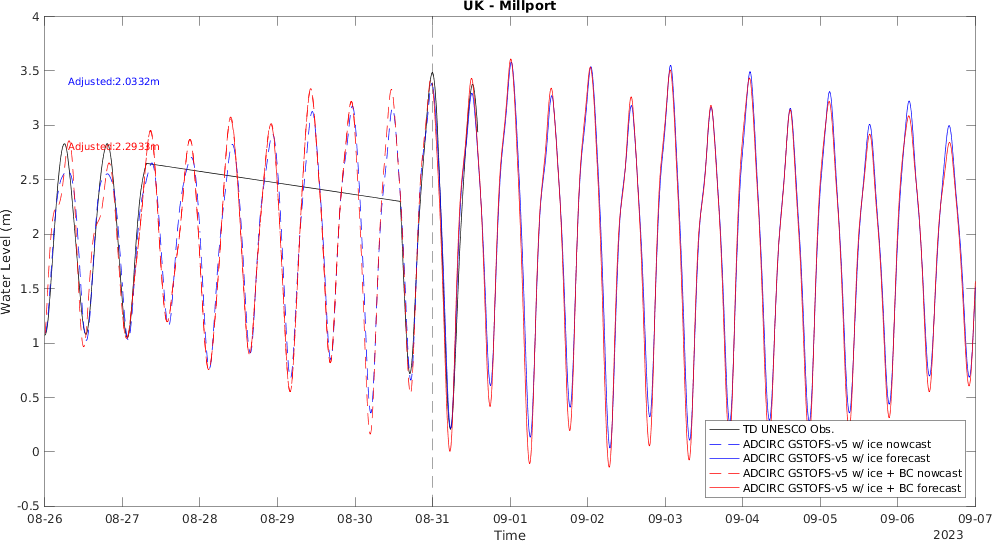 UK - Millport
4
3.5
3
2.5
2
1.5
1
0.5
0
-0.5
Water Level (m)
Adjusted:2.0332m
Adjusted:2.2933m
TD UNESCO Obs.
ADCIRC GSTOFS-v5 w/ ice nowcast
ADCIRC GSTOFS-v5 w/ ice forecast
ADCIRC GSTOFS-v5 w/ ice + BC nowcast
ADCIRC GSTOFS-v5 w/ ice + BC forecast
08-26 08-27 08-28 08-29 08-30 08-31 09-01 09-02 09-03 09-04 09-05 09-06 09-07
Time
2023